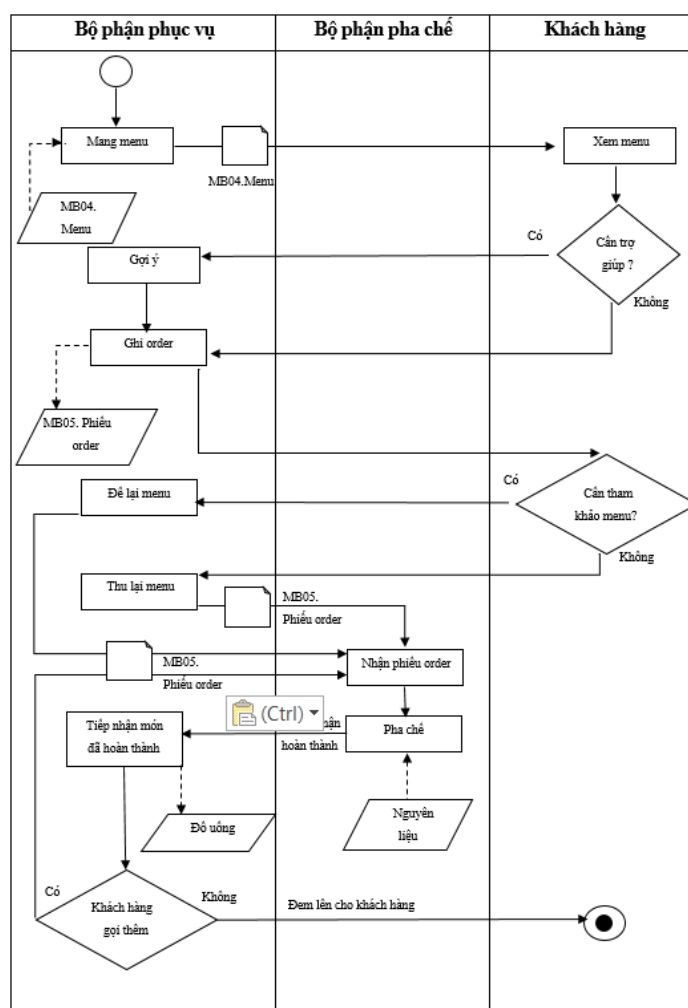 Bộ phận phục vụ
Bộ phận pha chế
Khách hàng
Mang menu
MB04.Menu
Xem menu
MB04.
Menu
Cần trợ
giúp ?
Có
Không
Gợi ý
Ghi order
MB05. Phiếu
order
Cần tham
khảo menu?
Có
Không
Để lại menu
Thu lại menu
MB05.
Phiếu order
MB05.
Phiếu order
Nhận phiếu order
(Ctrl)
Tiếp nhận món
đã hoàn thành
hoàn thành
Pha chế
Đồ uống
Nguyên
liệu
Có
Không
Khách hàng
gọi thêm
Đem lên cho khách hàng